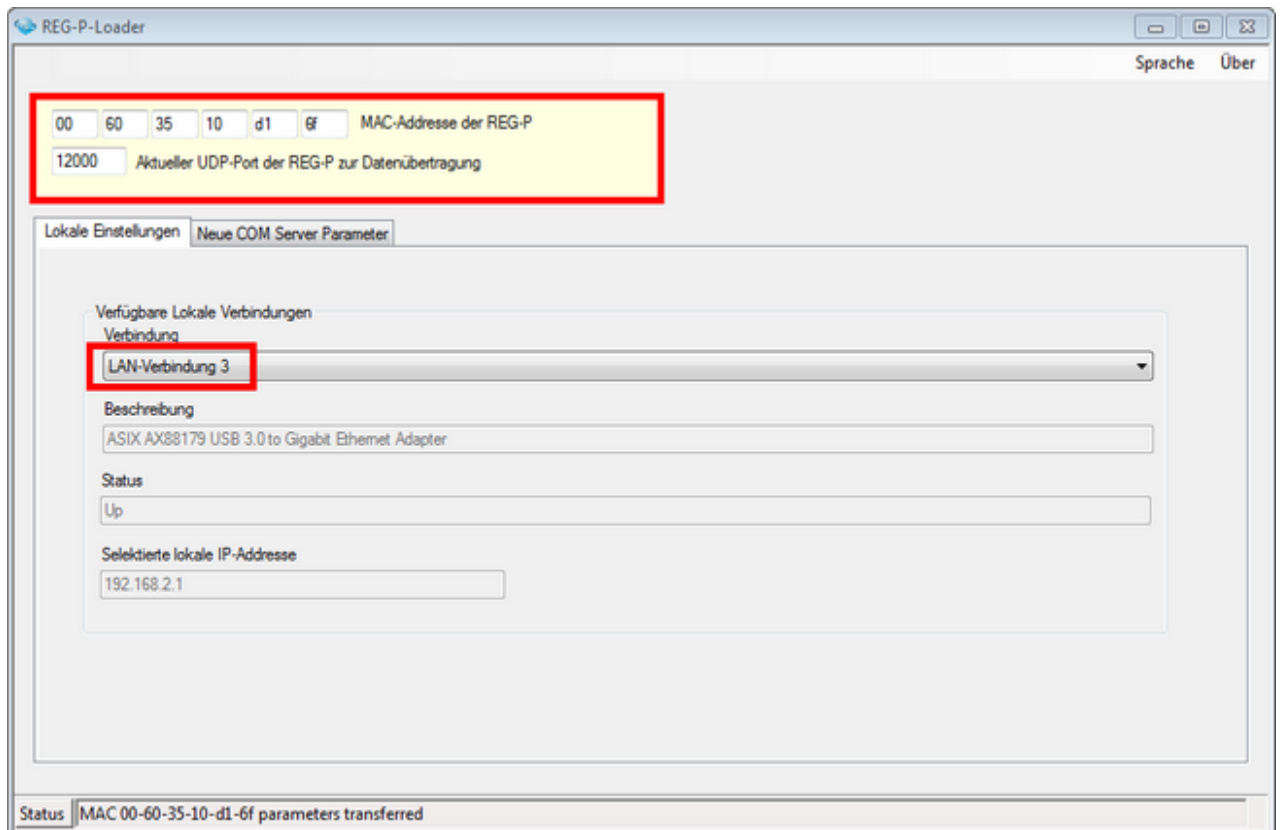 REG-P-Loader
Sprache Über
00 60 35 10 d1 6f MAC-Addresse der REG-P
12000 Aktueller UDP-Port der REG-P zur Datenübertragung
Lokale Einstellungen Neue COM Server Parameter
Verfügbare Lokale Verbindungen
Verbindung
LAN-Verbindung 3
Beschreibung
ASIX AX88179 USB 3.0 to Gigabit Ethernet Adapter
Status
Up
Selektierte lokale IP-Addresse
192.168.2.1
Status MAC 00-60-35-10-d1-6f parameters transferred